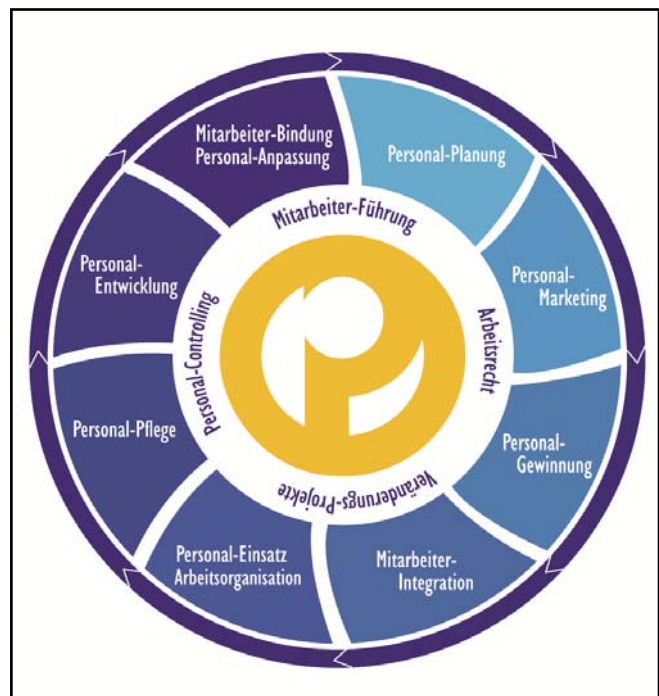 Mitarbeiter-Bindung
Personal-Anpassung
Personal-Planung
Personal-
Marketing
Personal-
Gewinnung
Mitarbeiter-
Integration
Personal-Einsatz
Arbeitsorganisation
Personal-Pflege
Personal-
Entwicklung
Mitarbeiter-Führung
Arbeitsrecht
Veränderungs-Projekte
Personal-Controlling